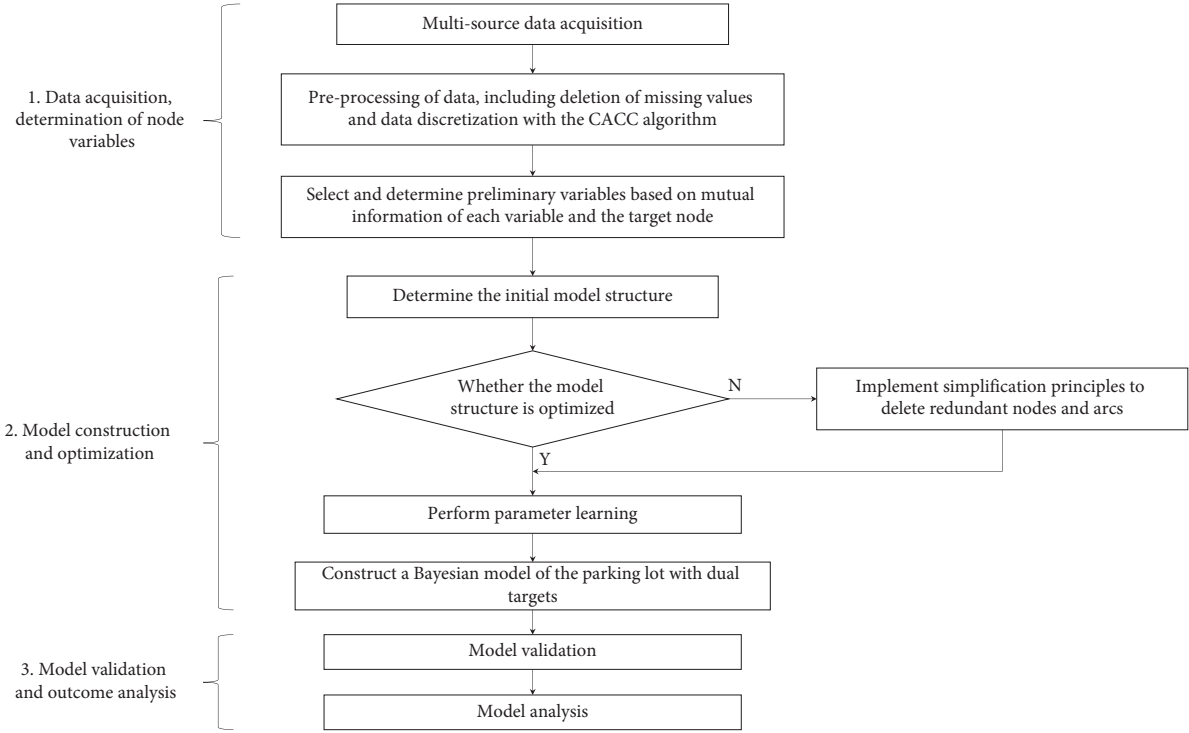 Multi-source data acquisition
1. Data acquisition,
determination of node
variables
Pre-processing of data, including deletion of missing values
and data discretization with the CACC algorithm
Select and determine preliminary variables based on mutual
information of each variable and the target node
Determine the initial model structure
Whether the model
structure is optimized
N
Implement simplification principles to
delete redundant nodes and arcs
2. Model construction
and optimization
Y
Perform parameter learning
Construct a Bayesian model of the parking lot with dual
targets
3. Model validation
and outcome analysis
Model validation
Model analysis